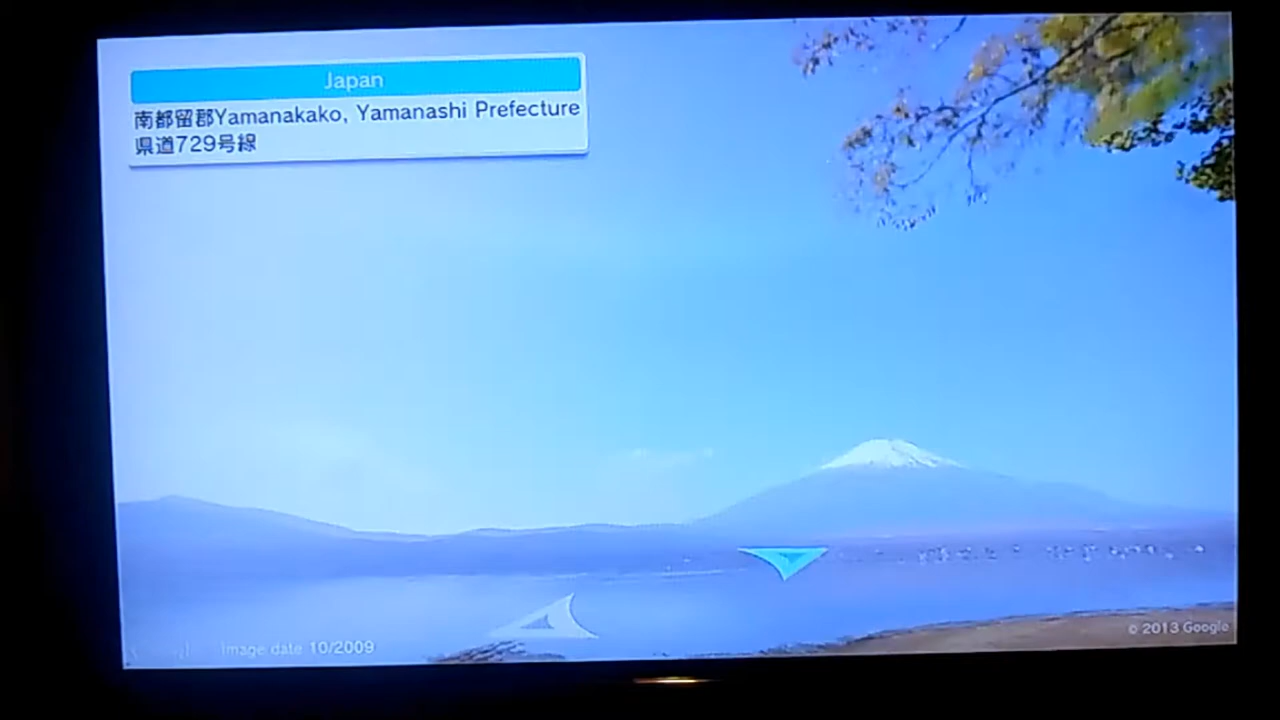 Japan
南都留郡Yamanakako, Yamanashi Prefecture
県道729号線
Image date 10/2009
© 2013 Google